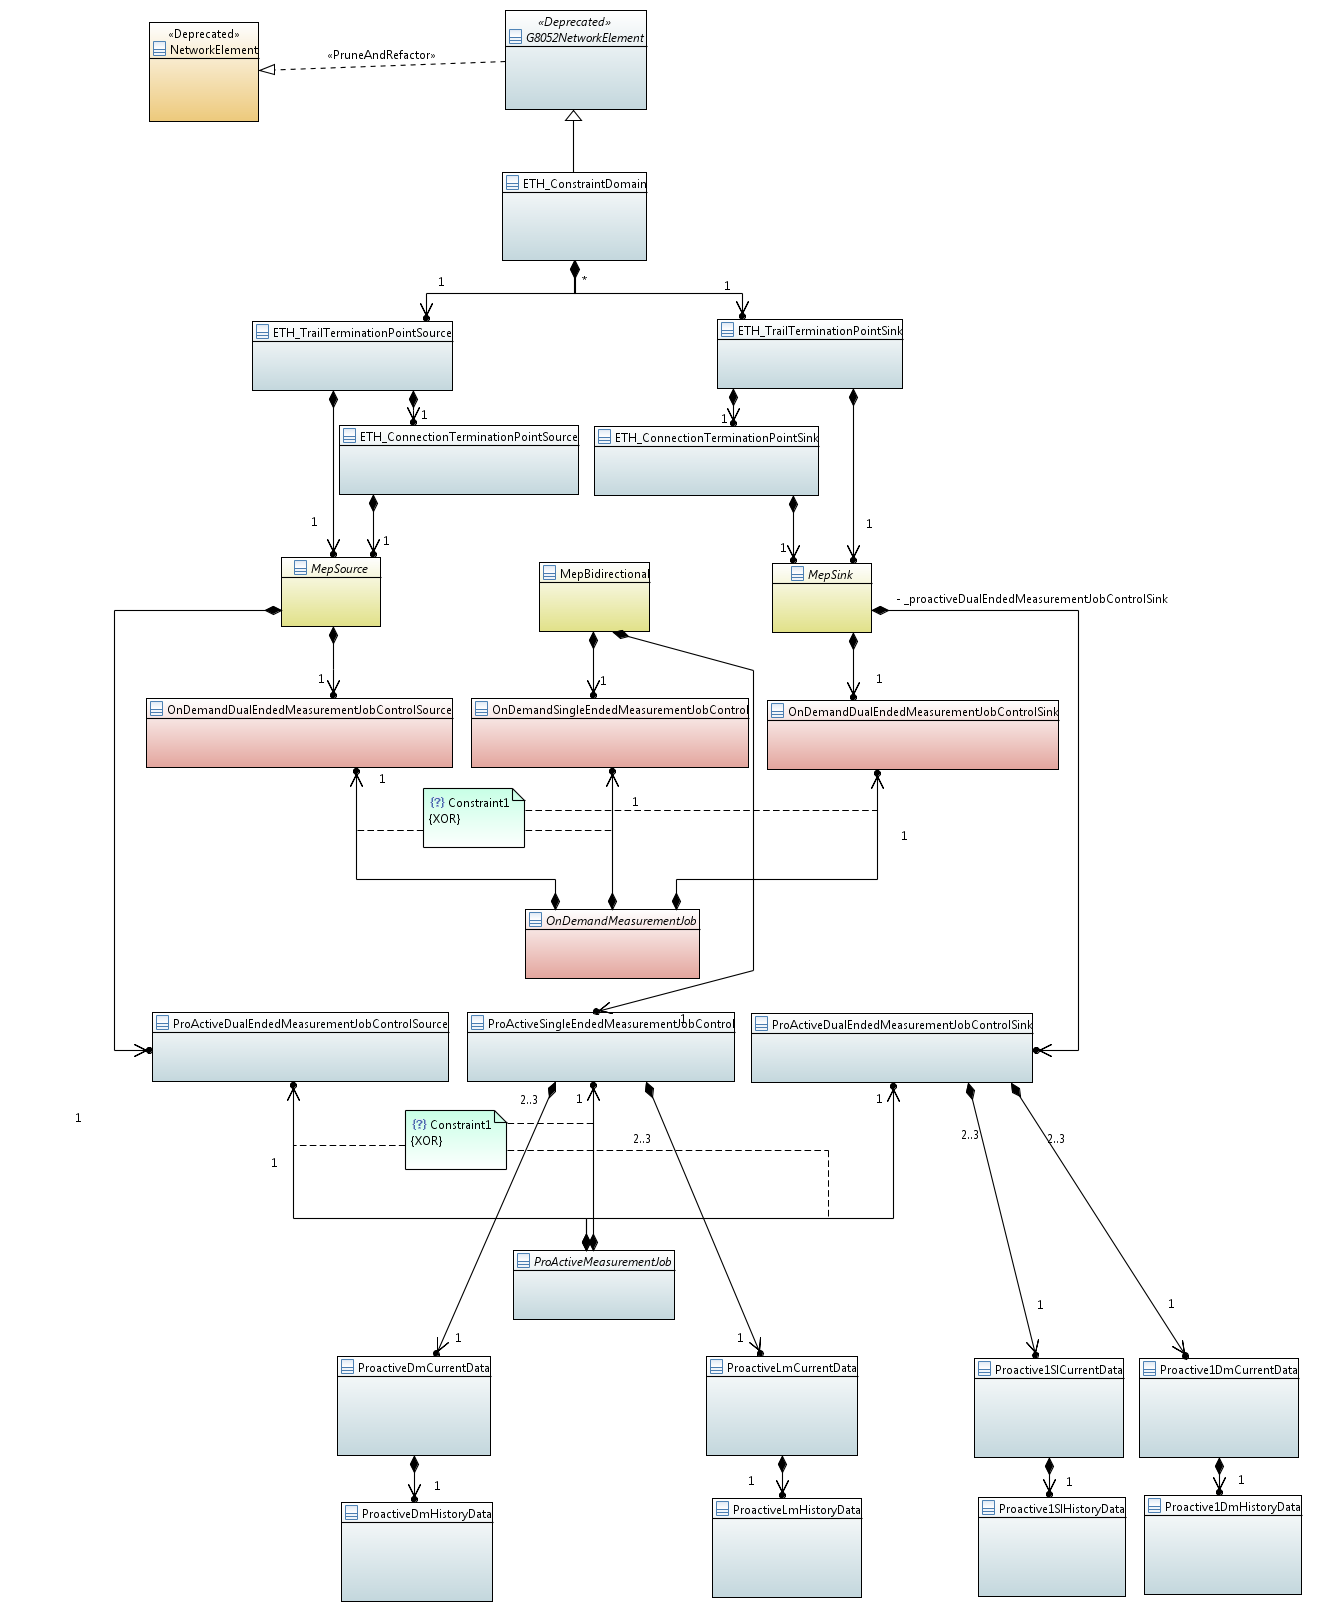 «Deprecated»
NetworkElement
«PruneAndRefactor»
«Deprecated»
G8052NetworkElement
ETH_ConstraintDomain
*
1
1
ETH_TrailTerminationPointSource
ETH_TrailTerminationPointSink
1
1
ETH_ConnectionTerminationPointSource
ETH_ConnectionTerminationPointSink
1
1
1
1
MepSource
MepBidirectional
MepSink
- _proactiveDualEndedMeasurementJobControlSink
1
1
1
OnDemandDualEndedMeasurementJobControlSource
OnDemandSingleEndedMeasurementJobControl
OnDemandDualEndedMeasurementJobControlSink
1
1
1
{?} Constraint1
{XOR}
OnDemandMeasurementJob
1
ProActiveDualEndedMeasurementJobControlSource
ProActiveSingleEndedMeasurementJobControl
ProActiveDualEndedMeasurementJobControlSink
2..3
1
1
1
{?} Constraint1
{XOR}
2..3
2..3
2..3
1
ProActiveMeasurementJob
1
1
1
1
ProactiveDmCurrentData
ProactiveLmCurrentData
Proactive1SlCurrentData
Proactive1DmCurrentData
1
1
1
1
ProactiveDmHistoryData
ProactiveLmHistoryData
Proactive1SlHistoryData
Proactive1DmHistoryData